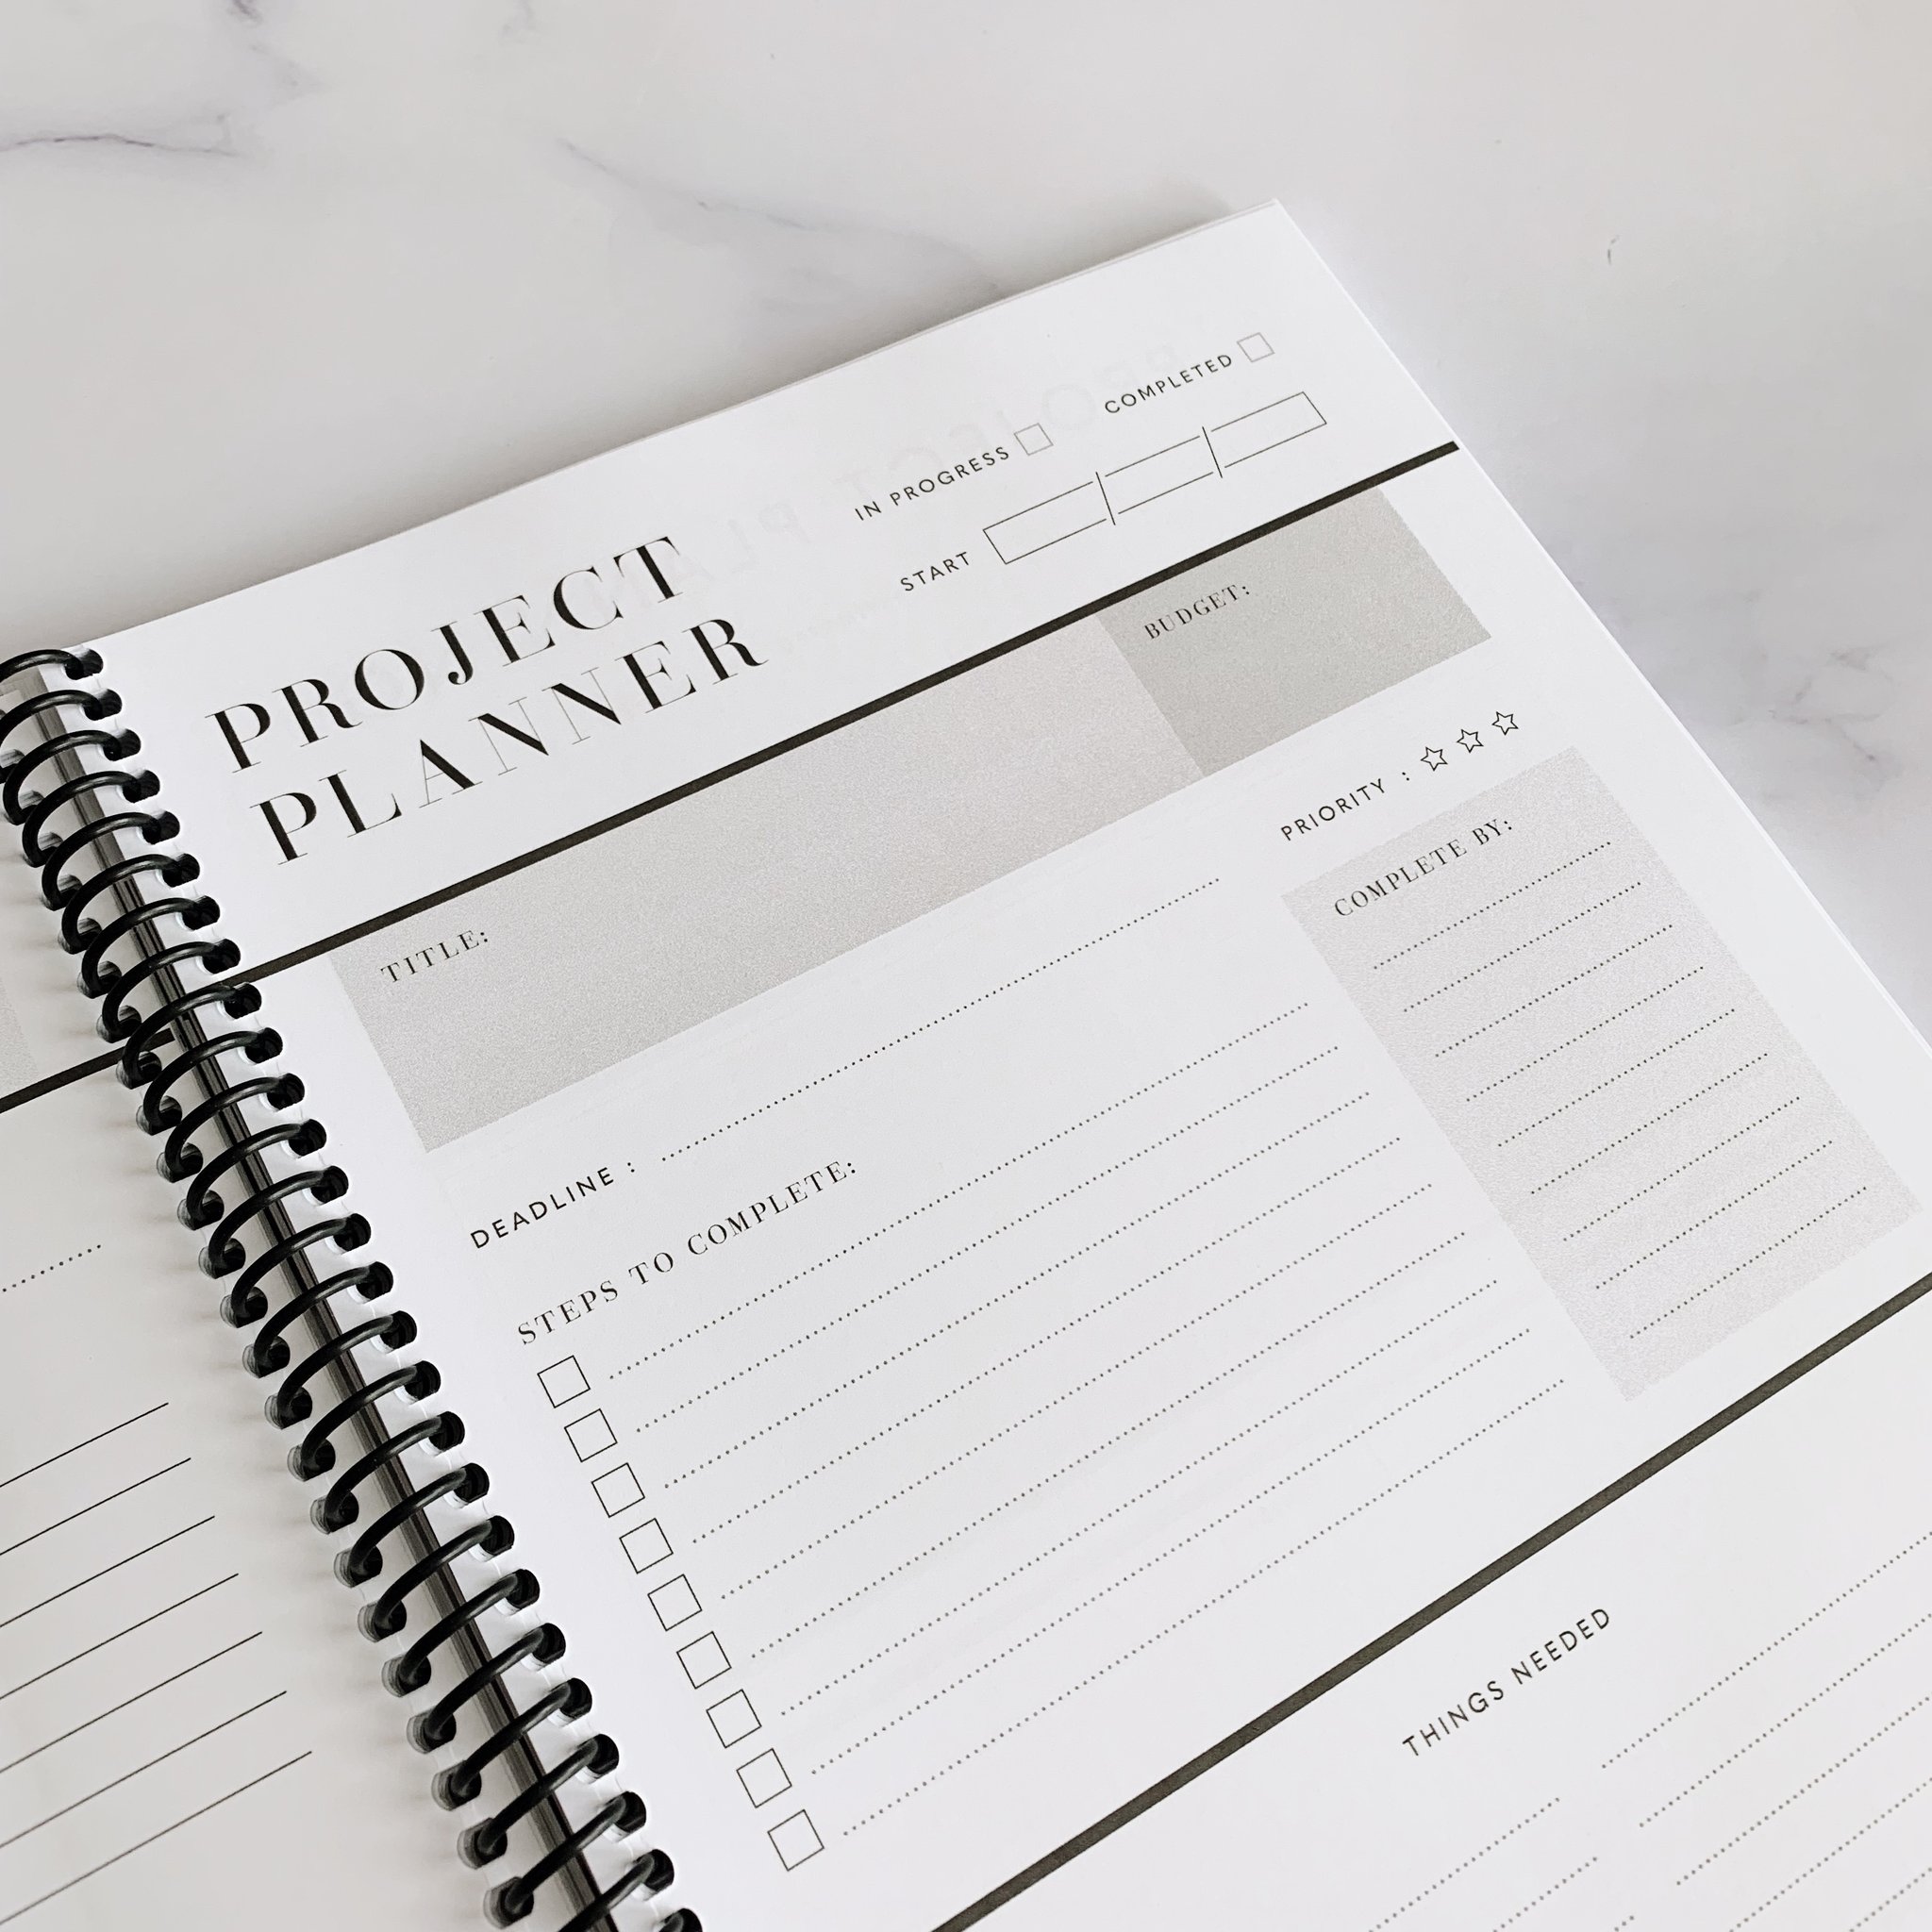 PROJECT
PLANNER
IN PROGRESS
COMPLETED
START
TITLE:
BUDGET:
DEADLINE :
PRIORITY :
STEPS TO COMPLETE:
COMPLETE BY:
THINGS NEEDED